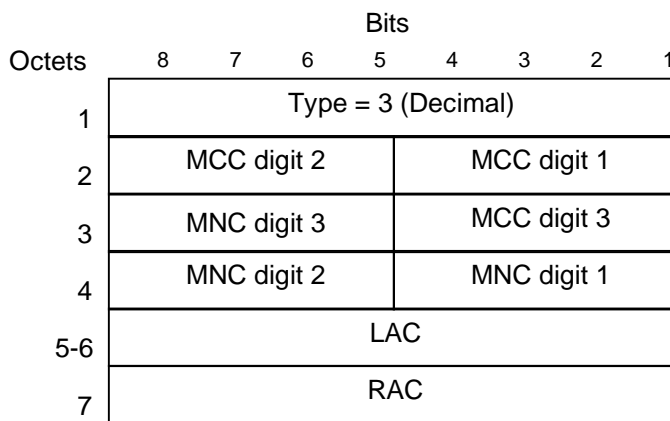 Bits
Octets 8 7 6 5 4 3 2 1
1 Type = 3 (Decimal)
2 MCC digit 2 MCC digit 1
3 MNC digit 3 MCC digit 3
4 MNC digit 2 MNC digit 1
5-6 LAC
7 RAC